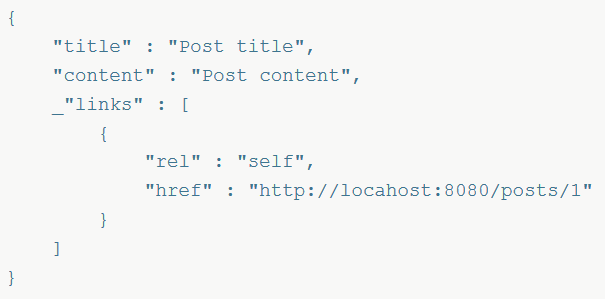 {
    "title" : "Post title",
    "content" : "Post content",
    _"links" : [
        {
            "rel" : "self",
            "href" : "http://locahost:8080/posts/1"
        }
    ]
}